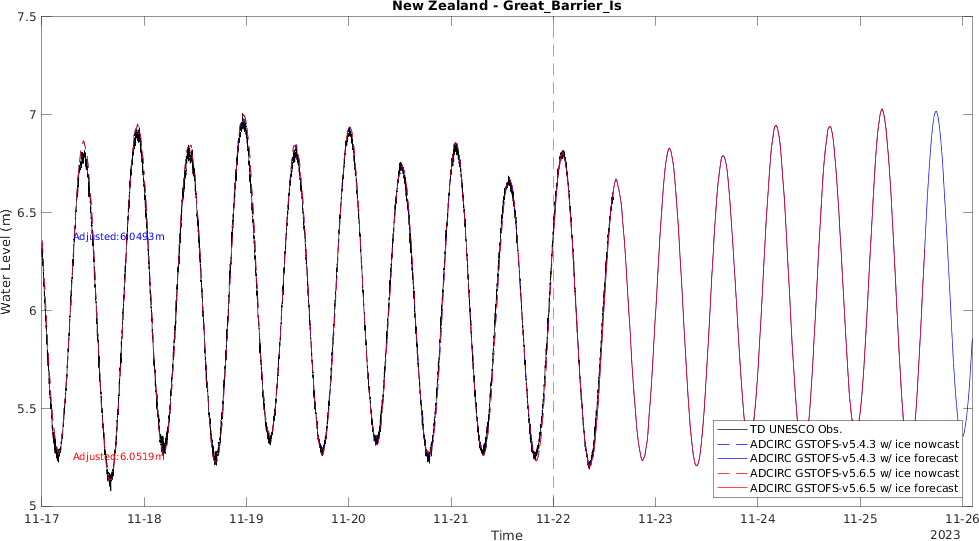 New Zealand - Great_Barrier_Is
7.5
7
6.5
6
5.5
5
Water Level (m)
Adjusted:6.0493m
Adjusted:6.0519m
TD UNESCO Obs.
ADCIRC GSTOFS-v5.4.3 w/ ice nowcast
ADCIRC GSTOFS-v5.4.3 w/ ice forecast
ADCIRC GSTOFS-v5.6.5 w/ ice nowcast
ADCIRC GSTOFS-v5.6.5 w/ ice forecast
11-17 11-18 11-19 11-20 11-21 11-22 11-23 11-24 11-25 11-26
Time
2023